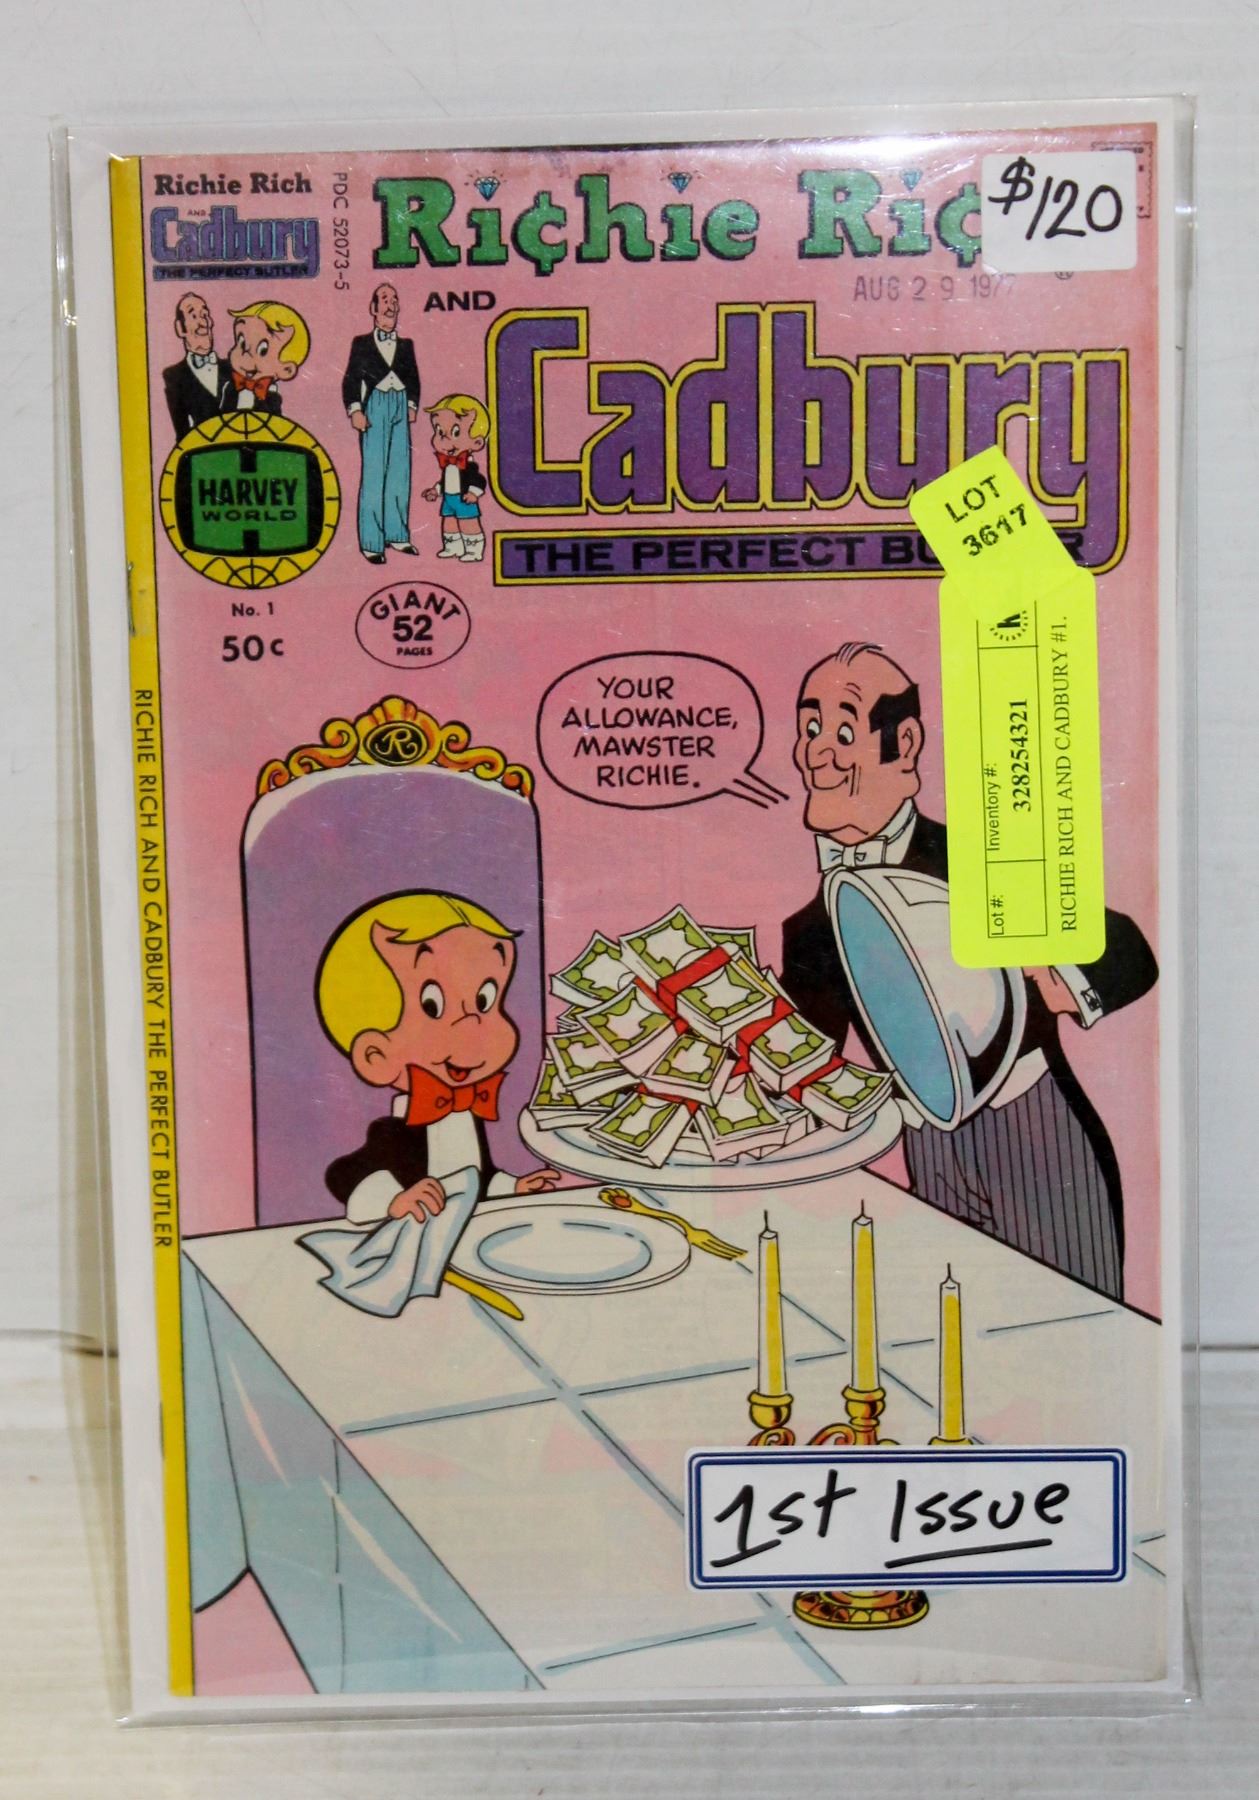 Richie Rich
AND
Cadbury
THE PERFECT BUTLER
PDC 52073-5
Ri¢hie Ri¢
$120
AUG 29 1977
AND
Cadbury
THE PERFECT BU R
HARVEY
WORLD
No. 1
50c
GIANT
52
PAGES
LOT
3617
Lot #:
Inventory #:
328254321
RICHIE RICH AND CADBURY #1.
YOUR
ALLOWANCE,
MAWSTER
RICHIE.
R
RICHIE RICH AND CADBURY THE PERFECT BUTLER
1st Issue